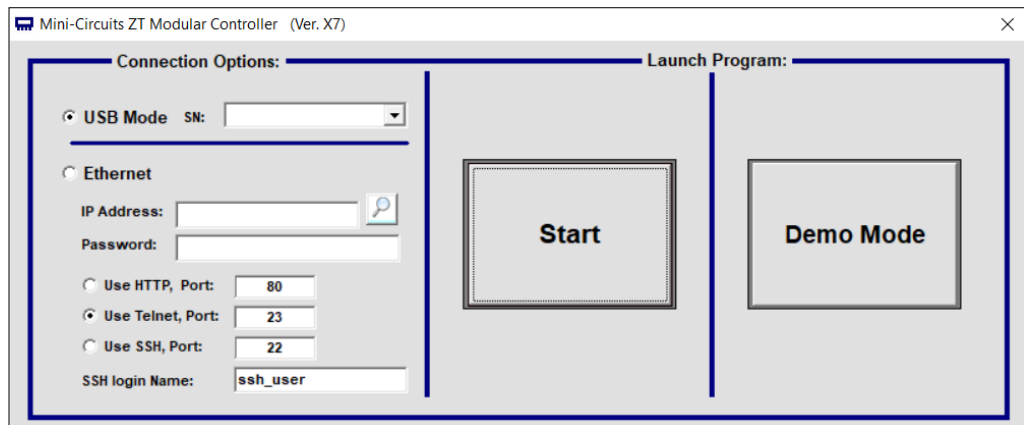 Mini-Circuits ZT Modular Controller (Ver. X7)
Connection Options:
USB Mode SN:
Ethernet
IP Address:
Password:
Use HTTP, Port: 80
Use Telnet, Port: 23
Use SSH, Port: 22
SSH login Name: ssh_user
Launch Program:
Start
Demo Mode